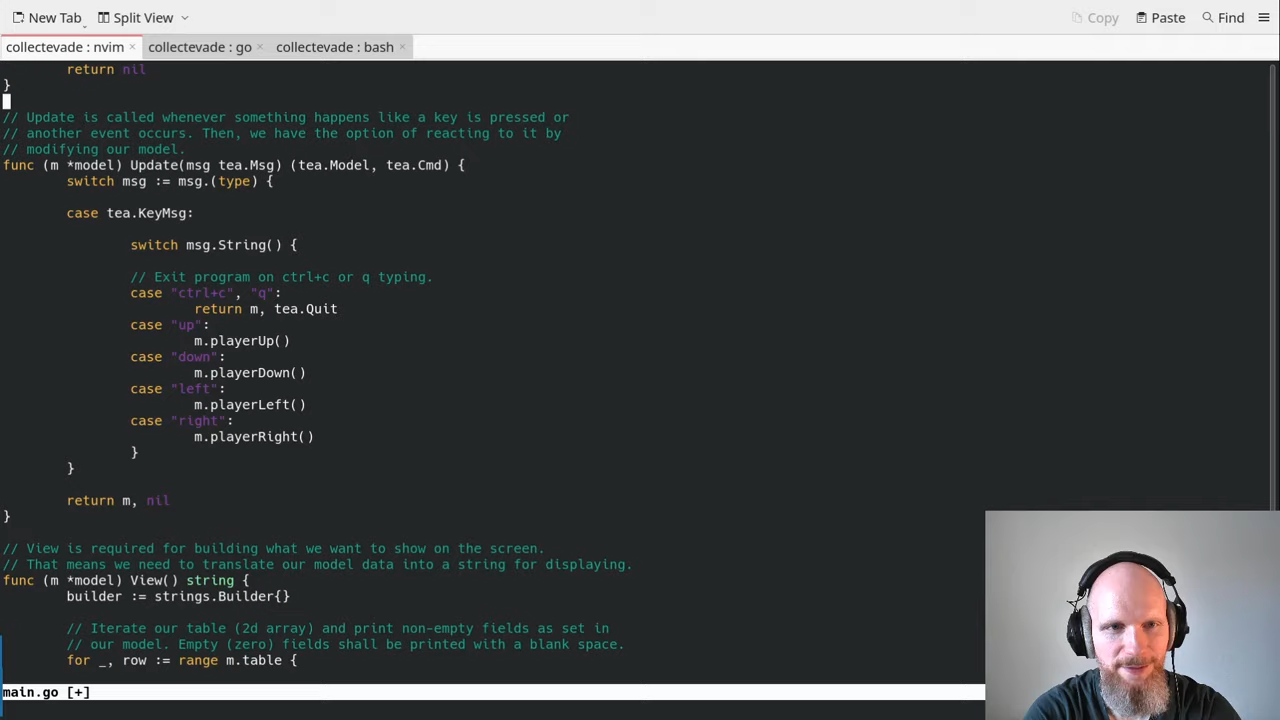 New Tab Split View Copy Paste Find
collectevade : nvim collectevade : go collectevade : bash
return nil
}
// Update is called whenever something happens like a key is pressed or
// another event occurs. Then, we have the option of reacting to it by
// modifying our model.
func (m *model) Update(msg tea.Msg) (tea.Model, tea.Cmd) {
switch msg := msg.(type) {
case tea.KeyMsg:
switch msg.String() {
// Exit program on ctrl+c or q typing.
case "ctrl+c", "q":
return m, tea.Quit
case "up":
m.playerUp()
case "down":
m.playerDown()
case "left":
m.playerLeft()
case "right":
m.playerRight()
}
}
return m, nil
}
// View is required for building what we want to show on the screen.
// That means we need to translate our model data into a string for displaying.
func (m *model) View() string {
builder := strings.Builder{}
// Iterate our table (2d array) and print non-empty fields as set in
// our model. Empty (zero) fields shall be printed with a blank space.
for _, row := range m.table {
main.go [+]